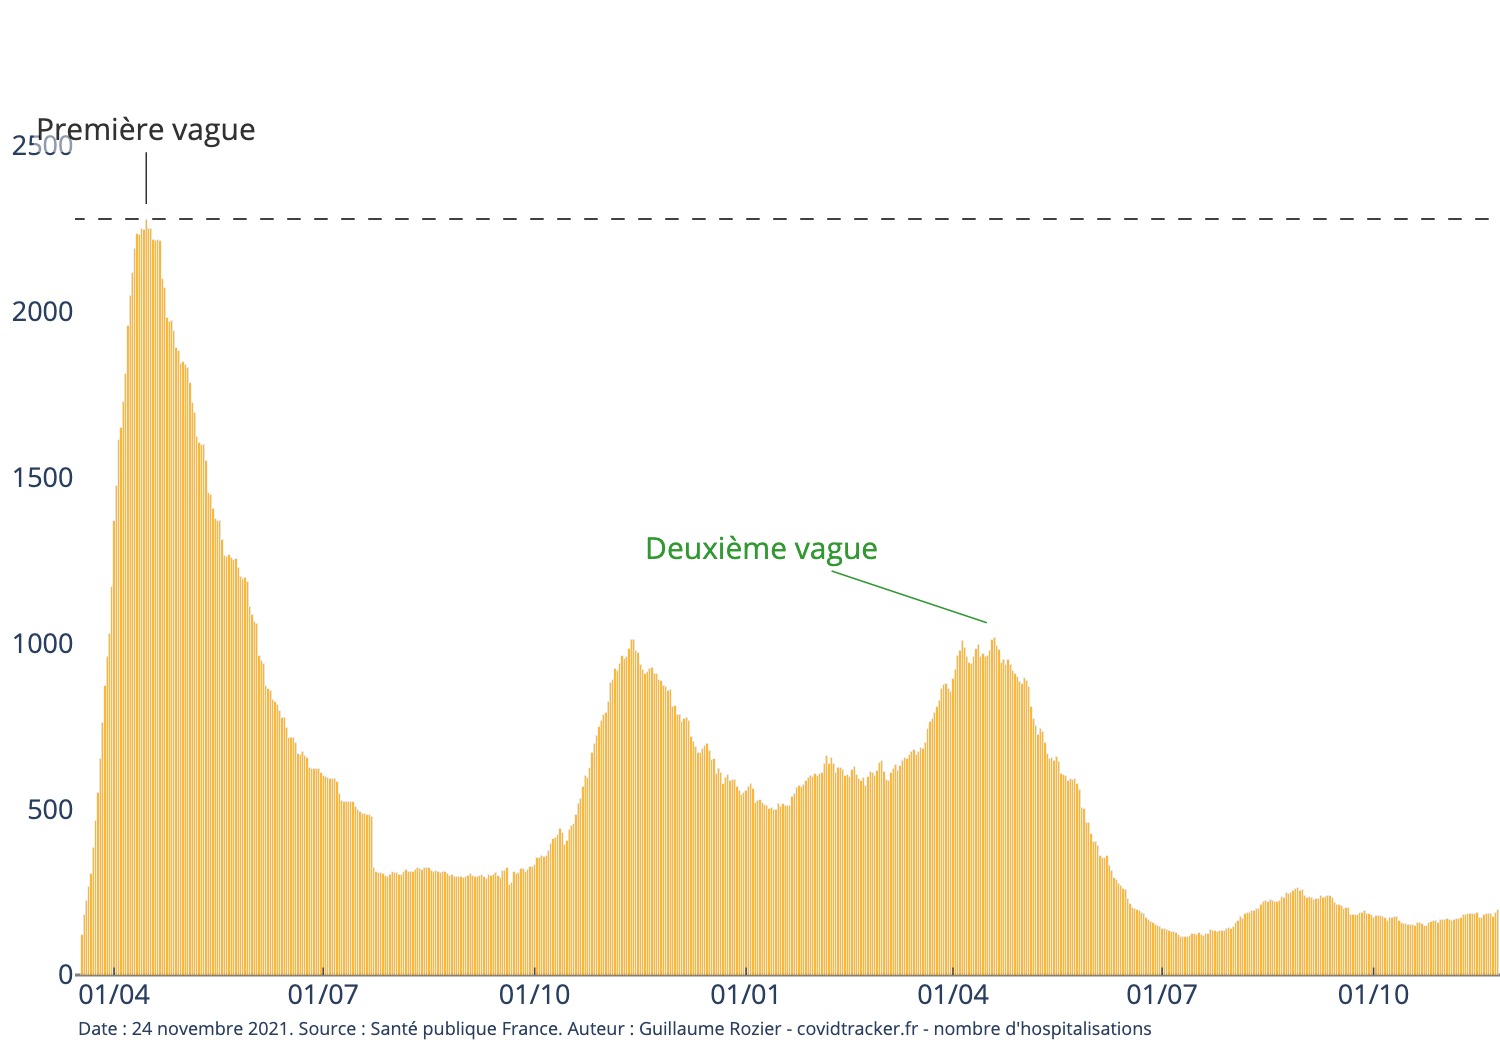 Première vague
2500
2000
1500
Deuxième vague
1000
500
0
01/04 01/07 01/10 01/01 01/04 01/07 01/10
Date : 24 novembre 2021. Source : Santé publique France. Auteur : Guillaume Rozier - covidtracker.fr - nombre d'hospitalisations